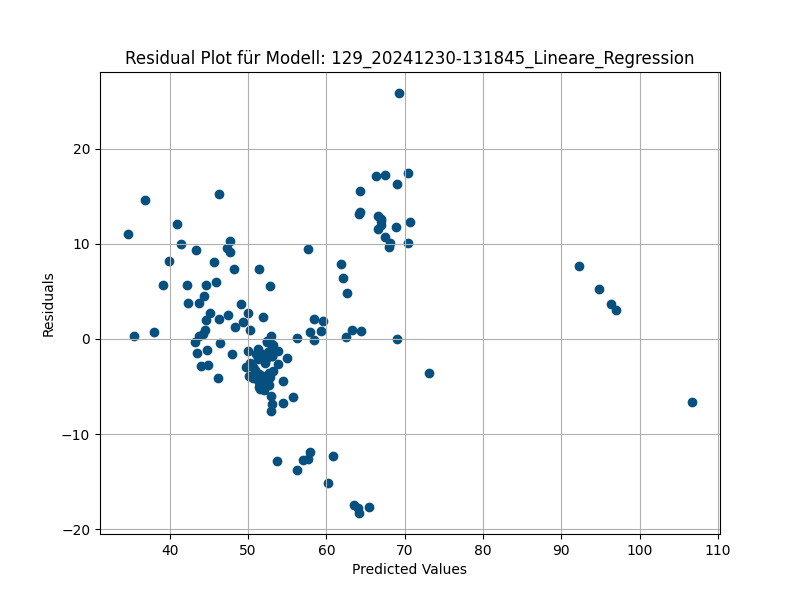 Residual Plot für Modell: 129_20241230-131845_Lineare_Regression
Residuals
20
10
0
−10
−20
40 50 60 70 80 90 100 110
Predicted Values